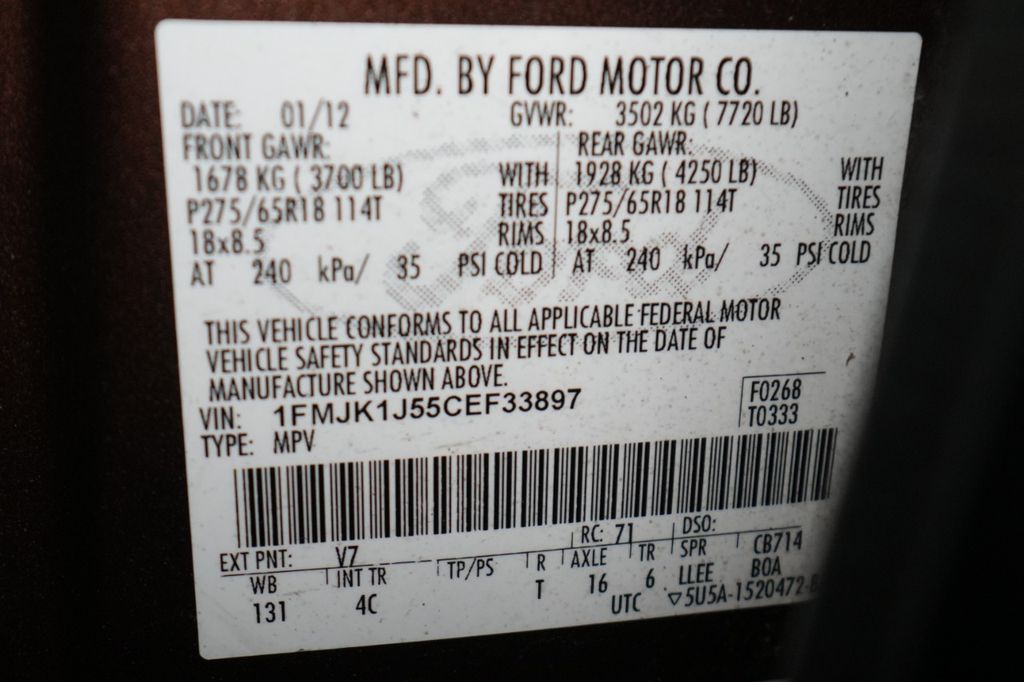 MFD. BY FORD MOTOR CO.
DATE: 01/12 GVWR: 3502 KG ( 7720 LB)
FRONT GAWR: REAR GAWR:
1678 KG ( 3700 LB) WITH 1928 KG ( 4250 LB) WITH
P275/65R18 114T TIRES P275/65R18 114T TIRES
18x8.5 RIMS 18x8.5 RIMS
AT 240 kPa/ 35 PSI COLD AT 240 kPa/ 35 PSI COLD
THIS VEHICLE CONFORMS TO ALL APPLICABLE FEDERAL MOTOR
VEHICLE SAFETY STANDARDS IN EFFECT ON THE DATE OF
MANUFACTURE SHOWN ABOVE.
VIN: 1FMJK1J55CEF33897 F0268
TYPE: MPV T0333
EXT PNT: V7 RC: 71 DSO:
WB INT TR TP/PS R AXLE TR SPR CB714
131 4C T 16 6 LLEE BOA
UTC ▽5U5A-1520472-